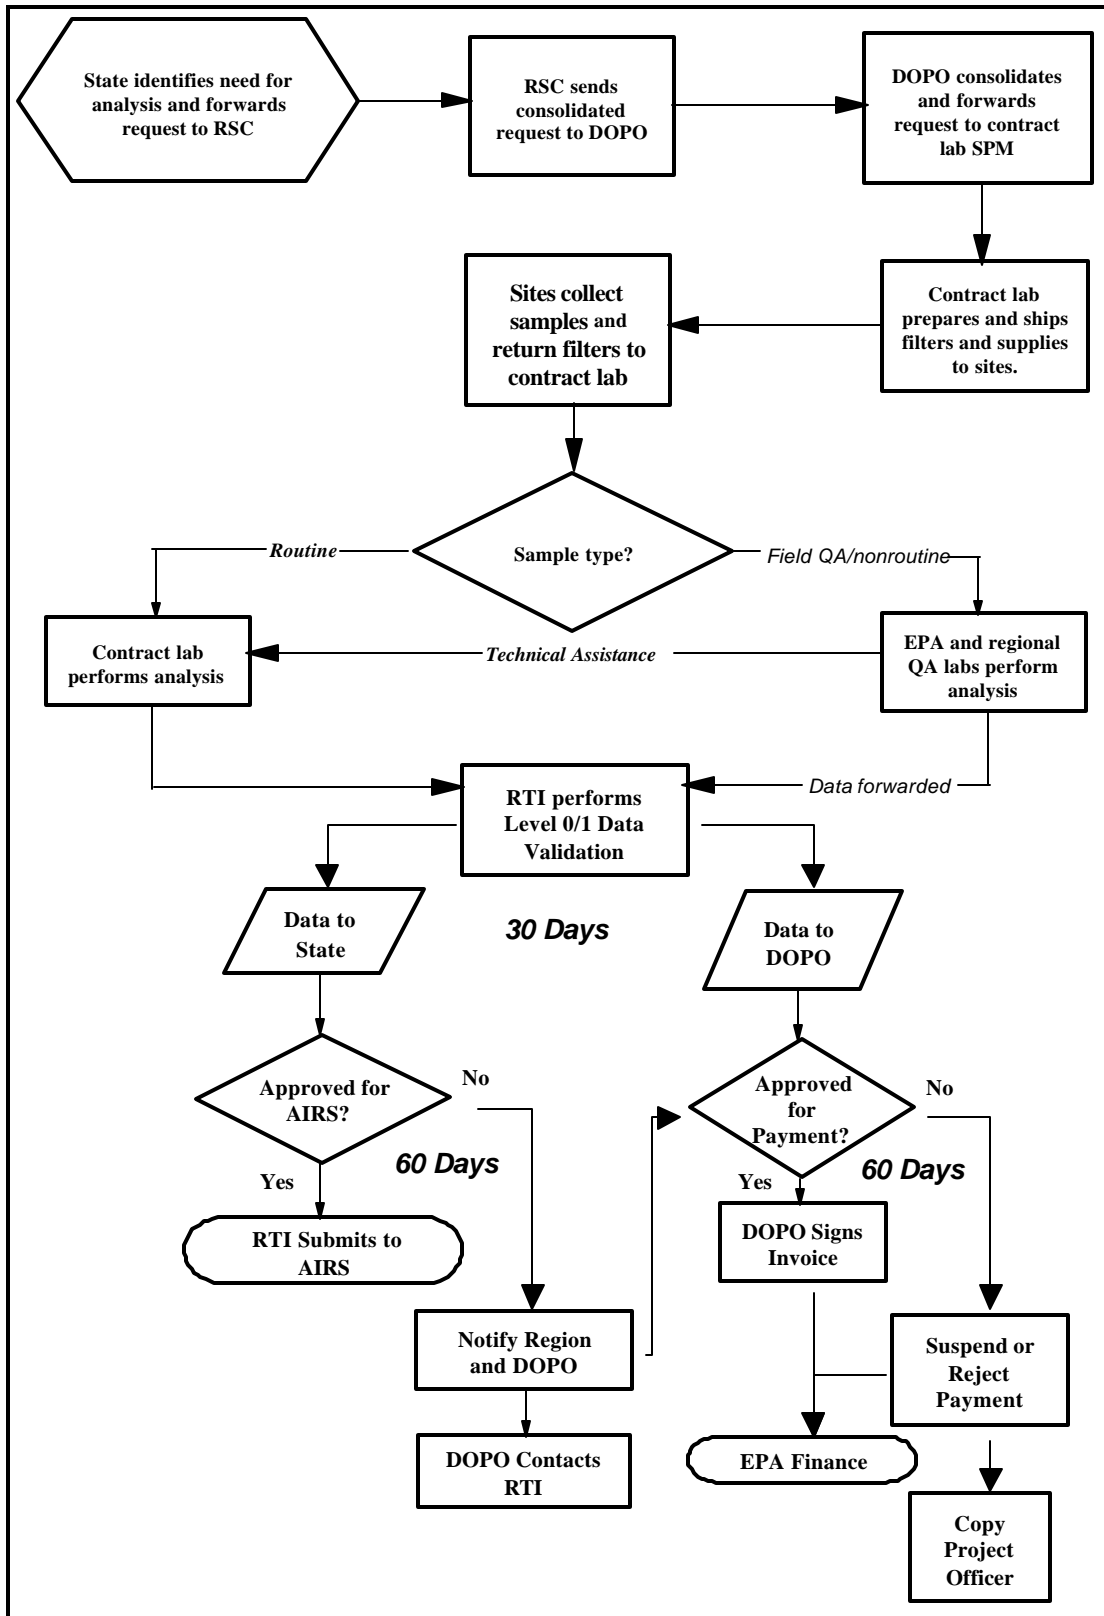 State identifies need for
analysis and forwards
request to RSC
RSC sends
consolidated
request to DOPO
DOPO consolidates
and forwards
request to contract
lab SPM
Sites collect
samples and
return filters to
contract lab
Contract lab
prepares and ships
filters and supplies
to sites.
Routine
Sample type?
Field QA/nonroutine
Contract lab
performs analysis
Technical Assistance
EPA and regional
QA labs perform
analysis
RTI performs
Level 0/1 Data
Validation
Data forwarded
Data to
State
30 Days
Data to
DOPO
Approved for
AIRS?
No
Approved
for
Payment?
No
60 Days
60 Days
Yes
Yes
RTI Submits to
AIRS
DOPO Signs
Invoice
Notify Region
and DOPO
Suspend or
Reject
Payment
DOPO Contacts
RTI
EPA Finance
Copy
Project
Officer